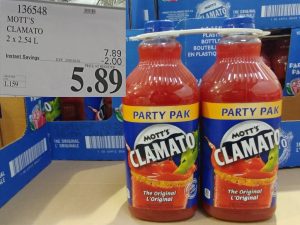 136548
MOTT'S
CLAMATO
2 x 2.54 L
7.89
Instant Savings
-2.00
5.89
1.159
PARTY PAK
MOTT'S
CLAMATO
The Original
L'Original
PARTY PAK
MOTT'S
CLAMATO
The Original
L'Original